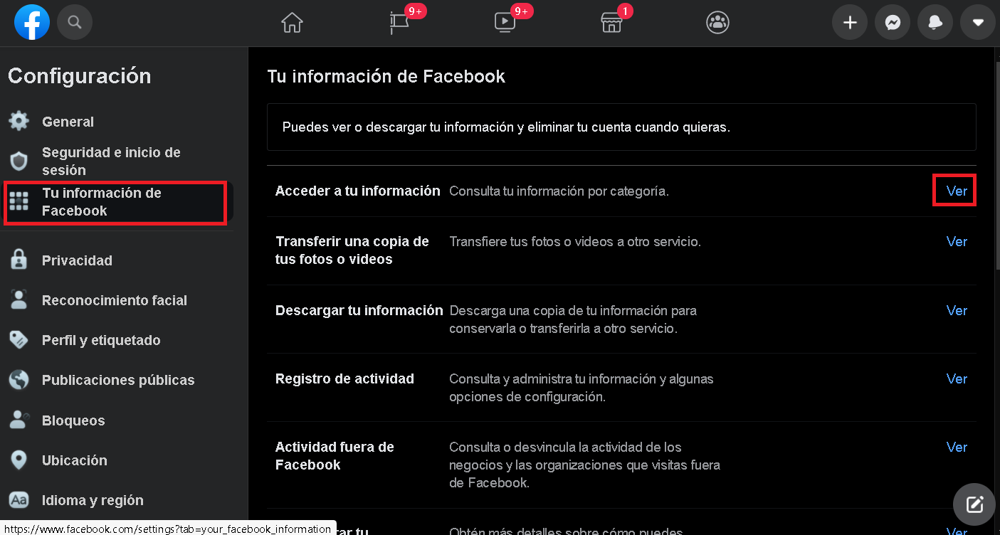 9+
9+
1
Configuración
General
Seguridad e inicio de
sesión
Tu información de
Facebook
Privacidad
Reconocimiento facial
Perfil y etiquetado
Publicaciones públicas
Bloqueos
Ubicación
Aa
Idioma y región
https://www.facebook.com/settings?tab=your_facebook_information
Tu información de Facebook
Puedes ver o descargar tu información y eliminar tu cuenta cuando quieras.
Acceder a tu información Consulta tu información por categoría. Ver
Transferir una copia de Transfiere tus fotos o videos a otro servicio. Ver
tus fotos o videos
Descargar tu información Descarga una copia de tu información para Ver
conservarla o transferirla a otro servicio.
Registro de actividad Consulta y administra tu información y algunas Ver
opciones de configuración.
Actividad fuera de Consulta o desvincula la actividad de los Ver
Facebook negocios y las organizaciones que visitas fuera
de Facebook.
tu Obtén más detalles sobre cómo puedes Ver